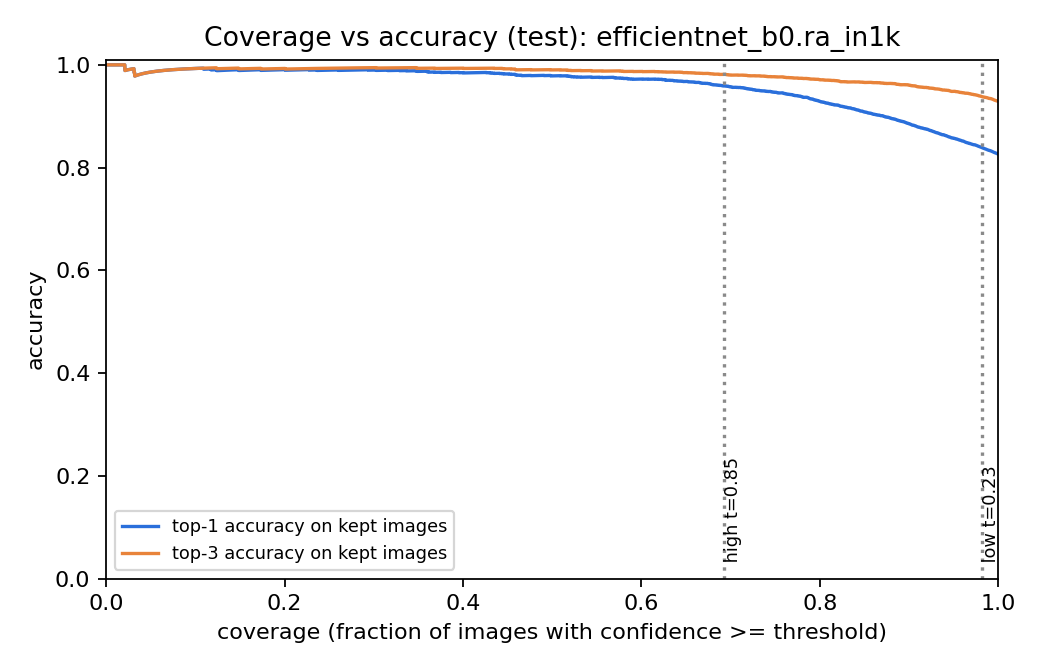 Coverage vs accuracy (test): efficientnet_b0.ra_in1k
1.0
0.8
0.6
0.4
0.2
0.0
accuracy
high t=0.85
low t=0.23
top-1 accuracy on kept images
top-3 accuracy on kept images
0.0 0.2 0.4 0.6 0.8 1.0
coverage (fraction of images with confidence >= threshold)